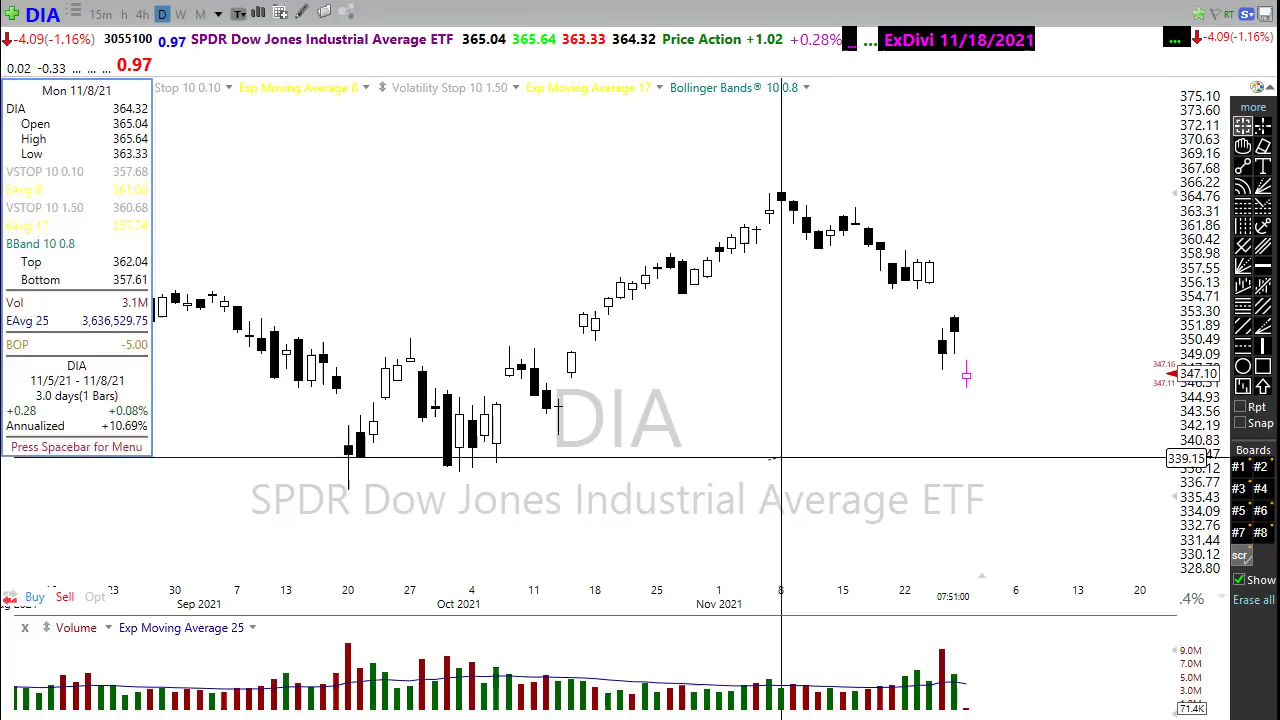 DIA 15m h 4h D W M T RT S
-4.09(-1.16%) 3055100 0.97 SPDR Dow Jones Industrial Average ETF 365.04 365.64 363.33 364.32 Price Action +1.02 +0.28% ... ... ExDivi 11/18/2021 ... -4.09(-1.16%)
0.02 -0.33 ... ... ... 0.97
Mon 11/8/21
DIA 364.32
Open 365.04
High 365.64
Low 363.33
VSTOP 10 0.10 357.68
EAvg 8 361.00
VSTOP 10 1.50 360.68
EAvg 17 357.74
BBand 10 0.8
Top 362.04
Bottom 357.61
Vol 3.1M
EAvg 25 3,636,529.75
BOP -5.00
DIA
11/5/21 - 11/8/21
3.0 days(1 Bars)
+0.28 +0.08%
Annualized +10.69%
Press Spacebar for Menu
Stop 10 0.10 Exp Moving Average 8 Volatility Stop 10 1.50 Exp Moving Average 17 Bollinger Bands® 10 0.8
DIA
SPDR Dow Jones Industrial Average ETF
375.10
373.60
372.11
370.63
369.16
367.68
366.22
364.76
363.31
361.86
360.42
358.98
357.55
356.13
354.71
353.30
351.89
350.49
349.09
347.16
347.10
347.11
344.93
343.56
342.19
340.83
339.15
336.77
335.43
334.09
332.76
331.44
330.12
328.80
more
T
Rpt
Snap
Boards
#1 #2
#3 #4
#5 #6
#7 #8
scr
Show
Erase all
.4%
Buy Sell Opt
30 7 13 20 27 4 11 18 25 1 8 15 22 07:51:00 6 13 20
Sep 2021 Oct 2021 Nov 2021
x Volume Exp Moving Average 25
9.0M
7.0M
5.0M
3.0M
71.4K